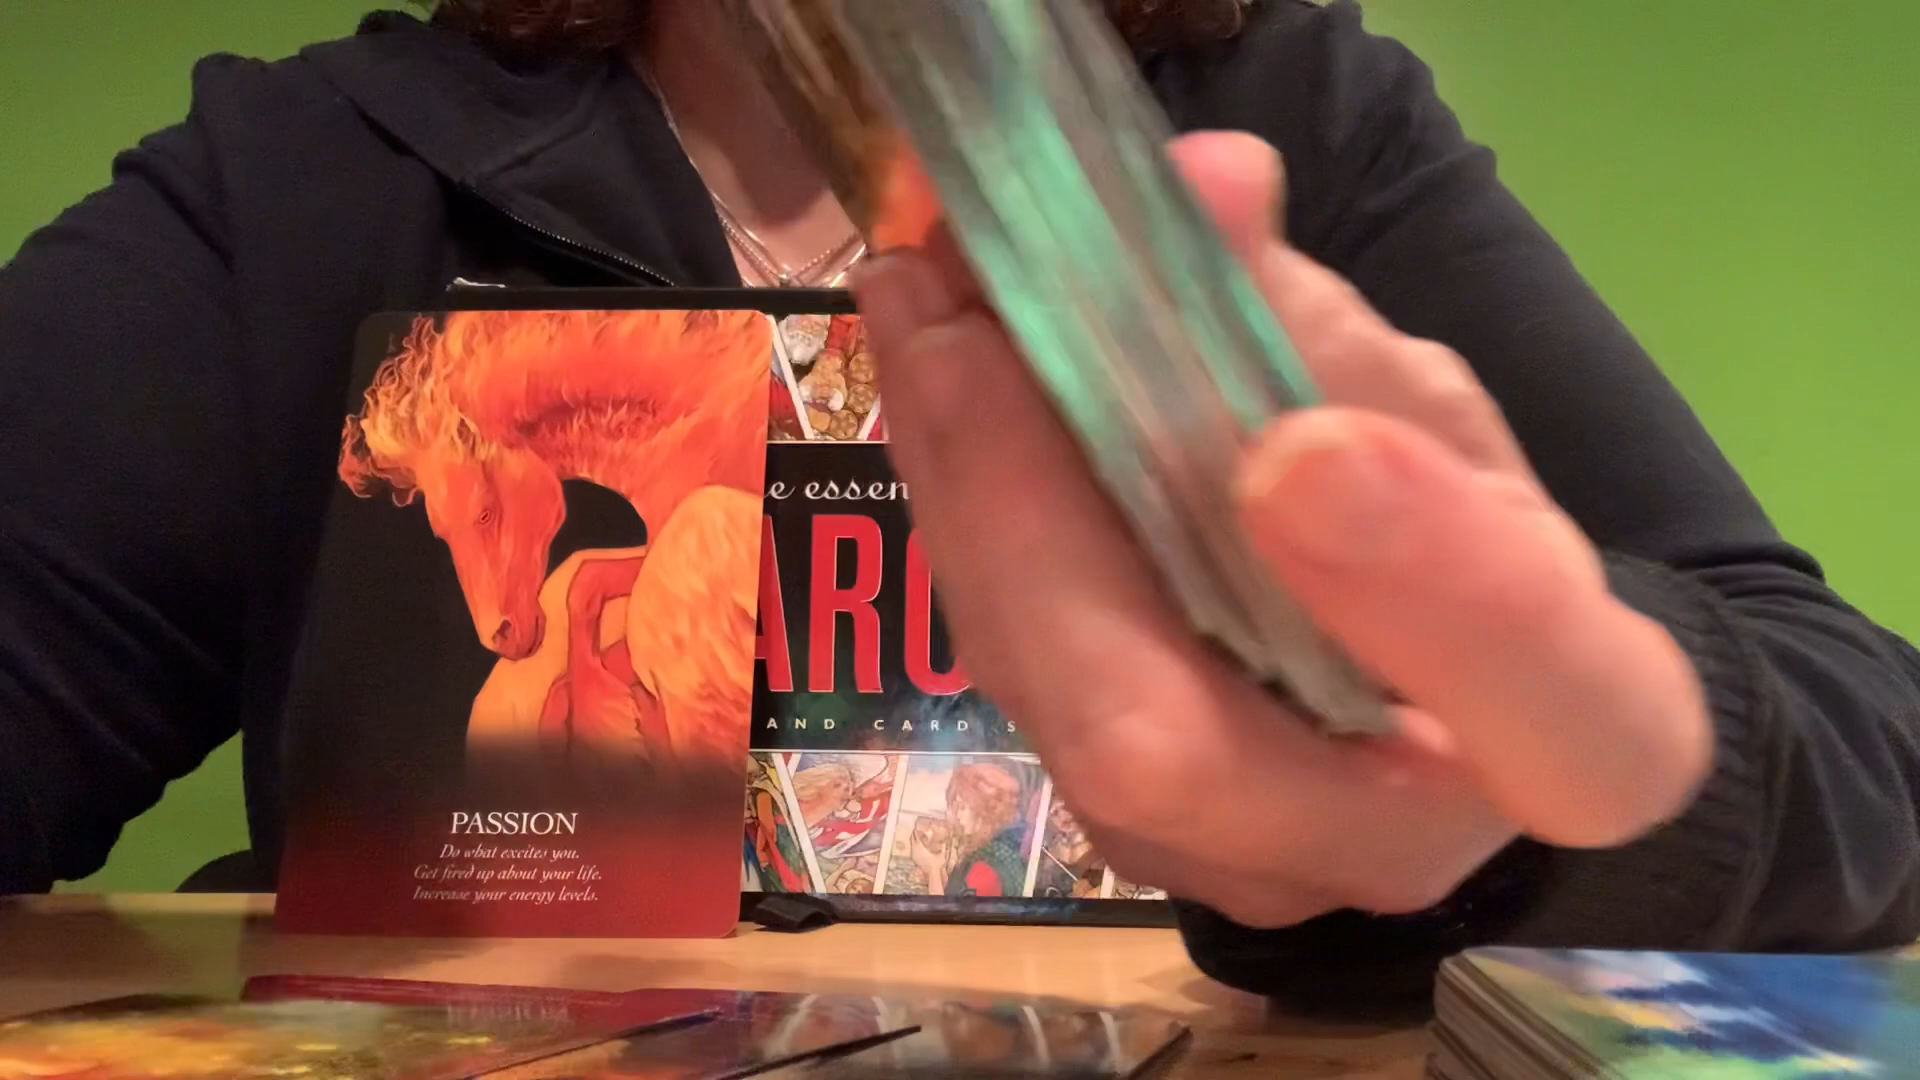 PASSION
Do what excites you.
Get fired up about your life.
Increase your energy levels.
e essen
ARO
AND CARD S